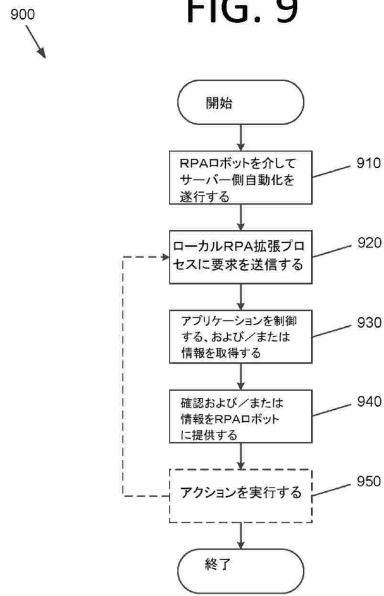 FIG. 9
900
開始
RPAロボットを介して
サーバー側自動化を
遂行する
910
ローカルRPA拡張プロ
セスに要求を送信する
920
アプリケーションを制御
する、および／または
情報を取得する
930
確認および／または
情報をRPAロボット
に提供する
940
アクションを実行する
950
終了